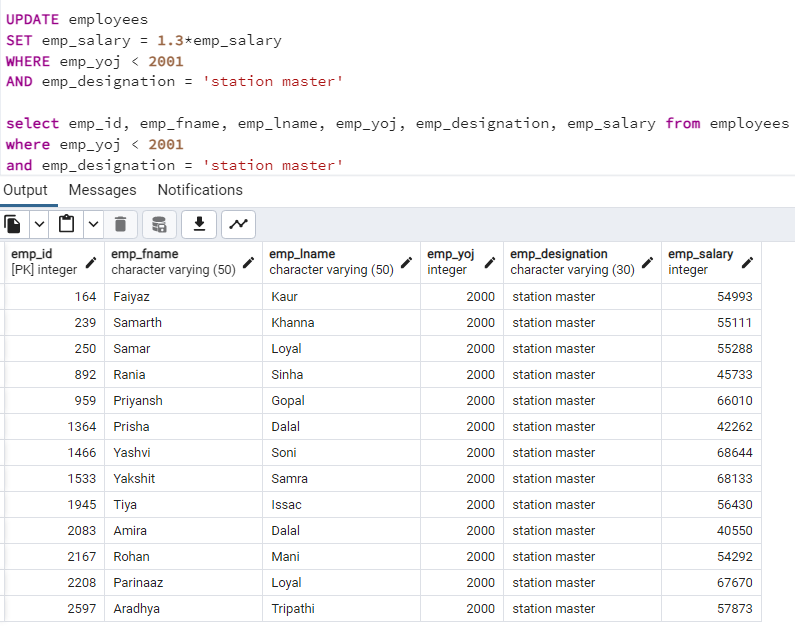 UPDATE employees
SET emp_salary = 1.3*emp_salary
WHERE emp_yoj < 2001
AND emp_designation = 'station master'
select emp_id, emp_fname, emp_lname, emp_yoj, emp_designation, emp_salary from employees
where emp_yoj < 2001
and emp_designation = 'station master'
Output Messages Notifications
emp_id emp_fname emp_lname emp_yoj emp_designation emp_salary
[PK] integer character varying (50) character varying (50) integer character varying (30) integer
164 Faiyaz Kaur 2000 station master 54993
239 Samarth Khanna 2000 station master 55111
250 Samar Loyal 2000 station master 55288
892 Rania Sinha 2000 station master 45733
959 Priyansh Gopal 2000 station master 66010
1364 Prisha Dalal 2000 station master 42262
1466 Yashvi Soni 2000 station master 68644
1533 Yakshit Samra 2000 station master 68133
1945 Tiya Issac 2000 station master 56430
2083 Amira Dalal 2000 station master 40550
2167 Rohan Mani 2000 station master 54292
2208 Parinaaz Loyal 2000 station master 67670
2597 Aradhya Tripathi 2000 station master 57873